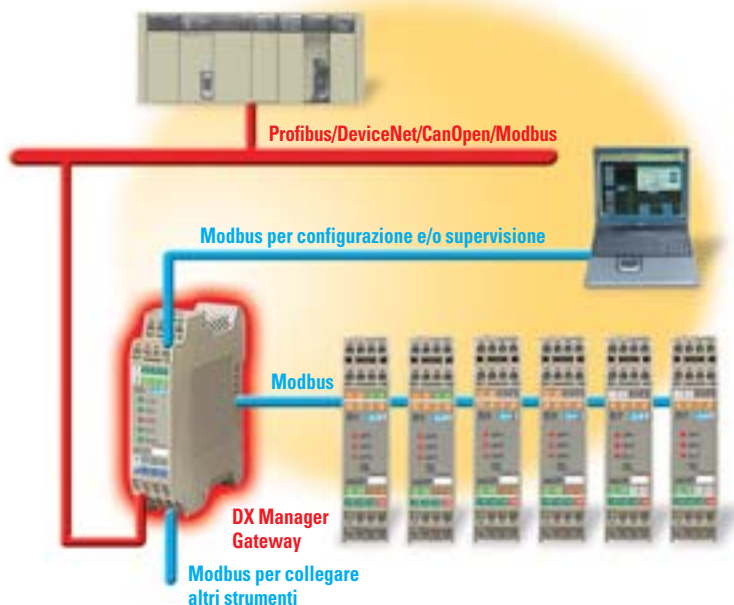 Profibus/DeviceNet/CanOpen/Modbus
Modbus per configurazione e/o supervisione
Modbus
DX Manager
Gateway
Modbus per collegare
altri strumenti